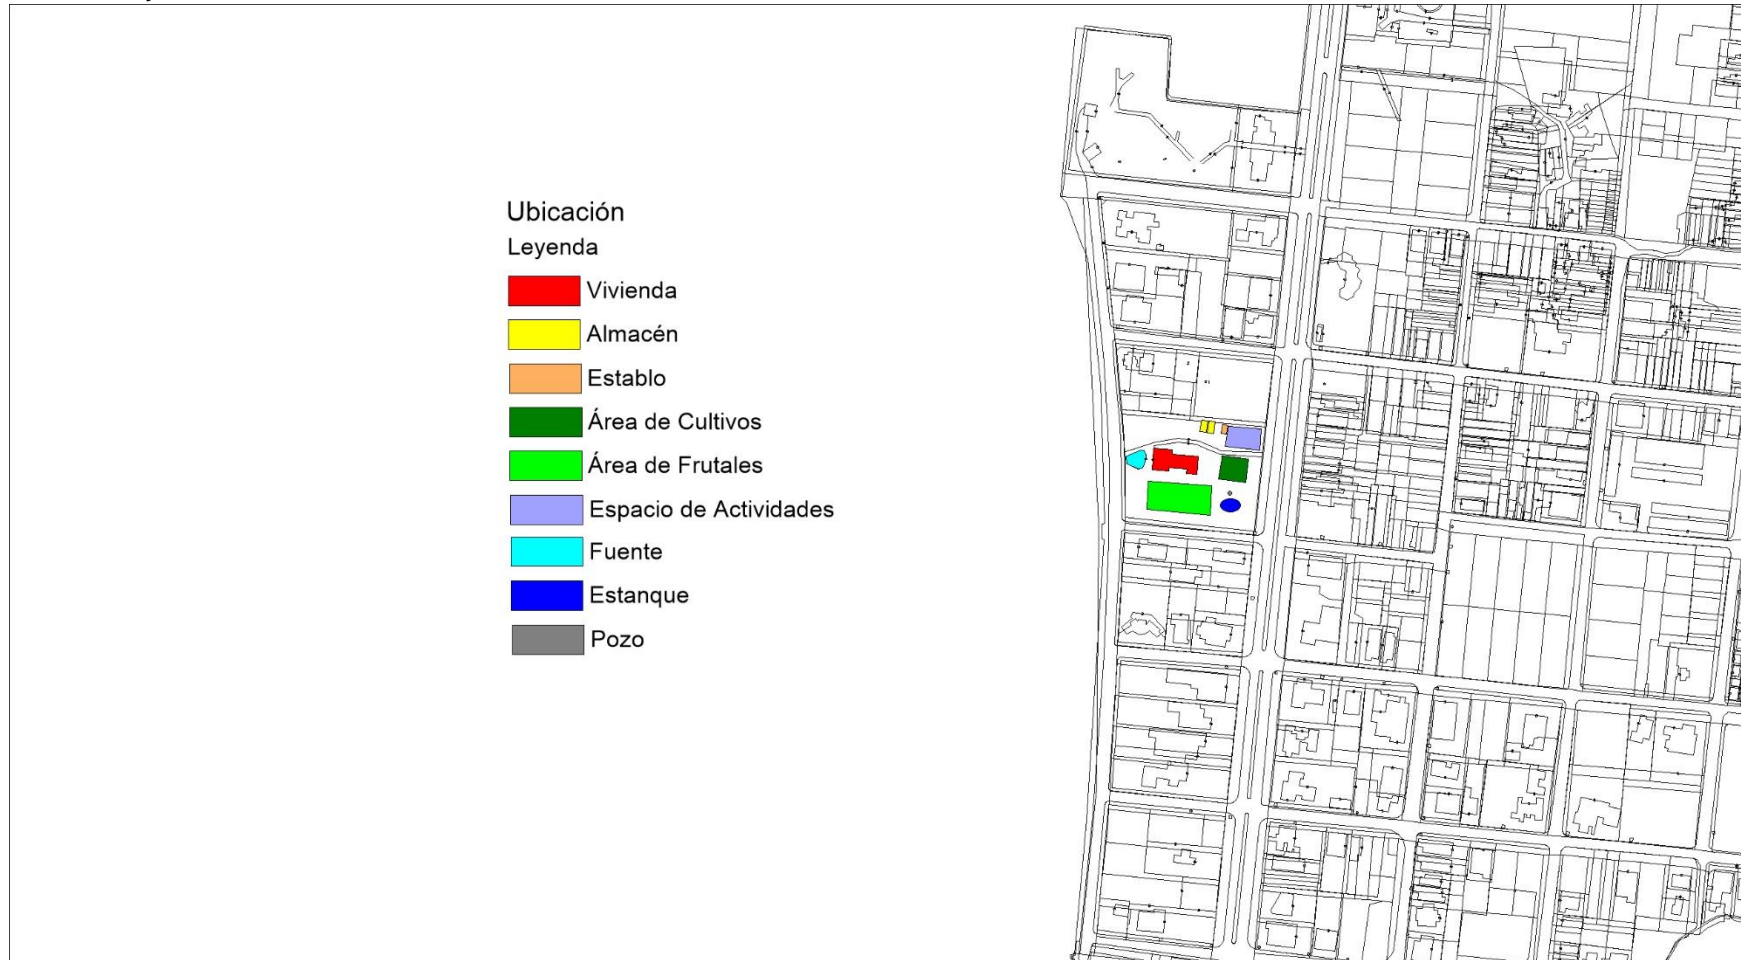 Ubicación
Leyenda
Vivienda
Almacén
Establo
Área de Cultivos
Área de Frutales
Espacio de Actividades
Fuente
Estanque
Pozo